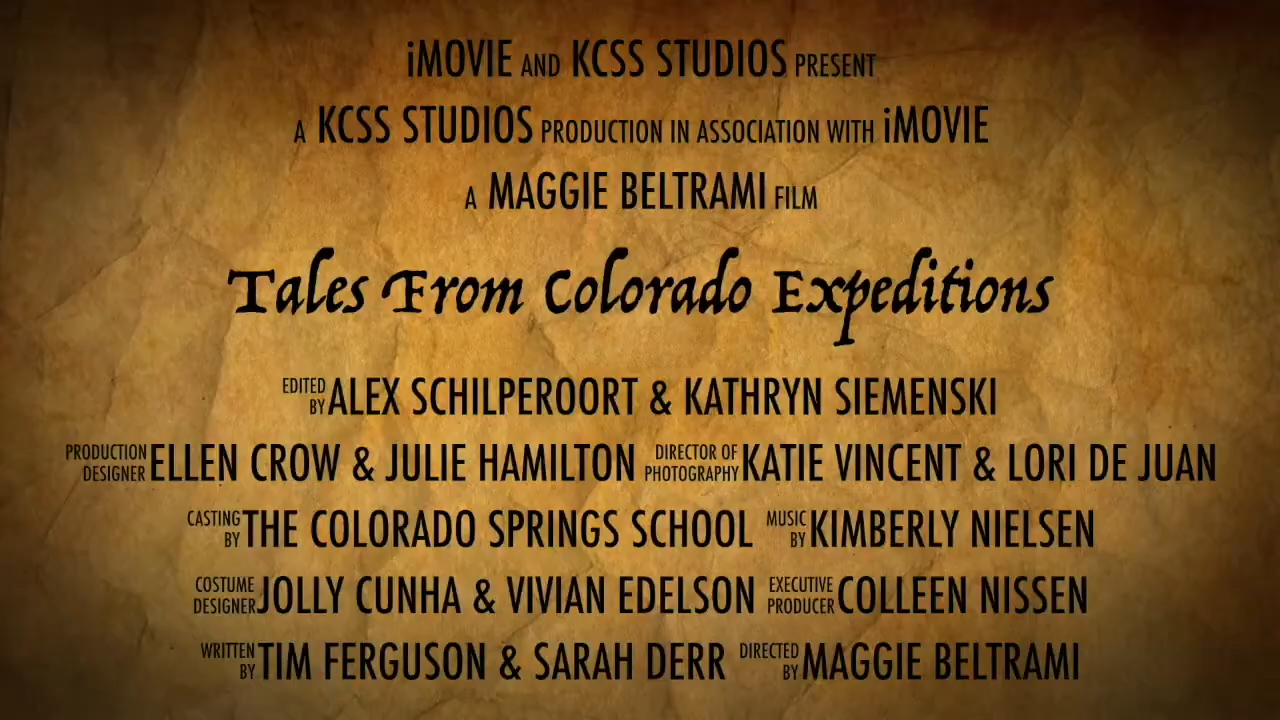 iMOVIE AND KCSS STUDIOS PRESENT
A KCSS STUDIOS PRODUCTION IN ASSOCIATION WITH iMOVIE
A MAGGIE BELTRAMI FILM
Tales From Colorado Expeditions
EDITED BY ALEX SCHILPEROORT & KATHRYN SIEMENSKI
PRODUCTION DESIGNER ELLEN CROW & JULIE HAMILTON DIRECTOR OF PHOTOGRAPHY KATIE VINCENT & LORI DE JUAN
CASTING BY THE COLORADO SPRINGS SCHOOL MUSIC BY KIMBERLY NIELSEN
COSTUME DESIGNER JOLLY CUNHA & VIVIAN EDELSON EXECUTIVE PRODUCER COLLEEN NISSEN
WRITTEN BY TIM FERGUSON & SARAH DERR DIRECTED BY MAGGIE BELTRAMI